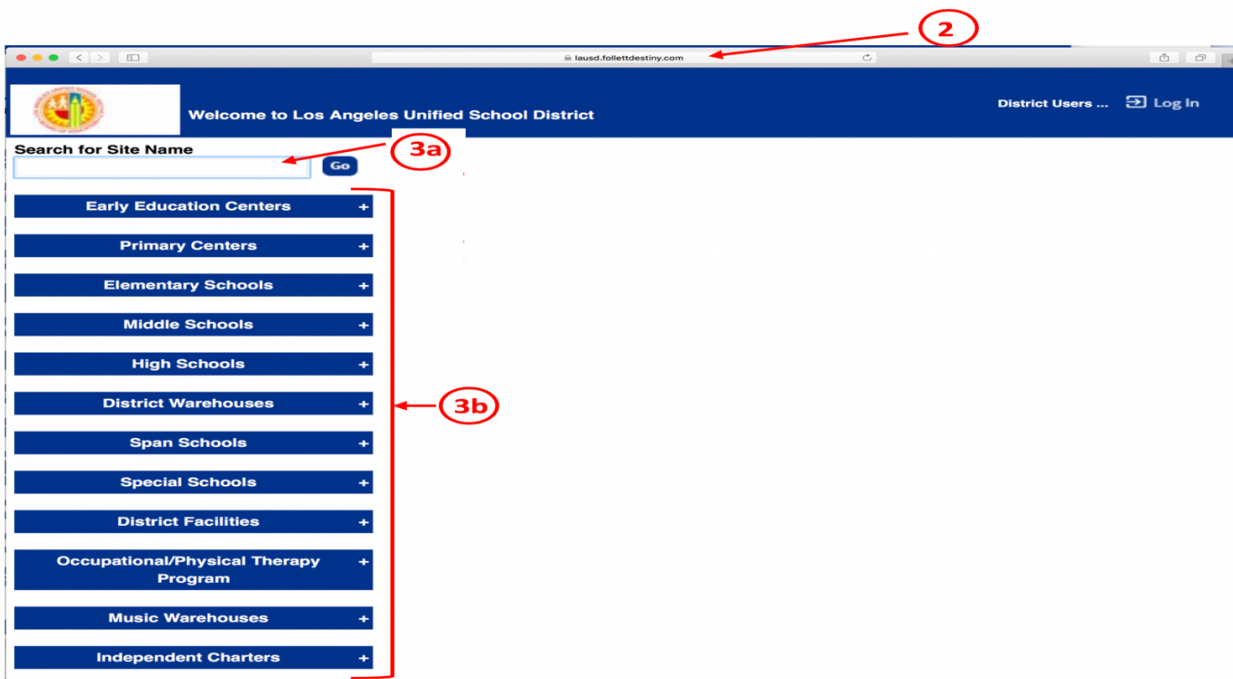 2
lausd.follettdestiny.com
Welcome to Los Angeles Unified School District
District Users ... Log In
Search for Site Name
3a
Go
Early Education Centers +
Primary Centers +
Elementary Schools +
Middle Schools +
High Schools +
District Warehouses +
3b
Span Schools +
Special Schools +
District Facilities +
Occupational/Physical Therapy +
Program
Music Warehouses +
Independent Charters +